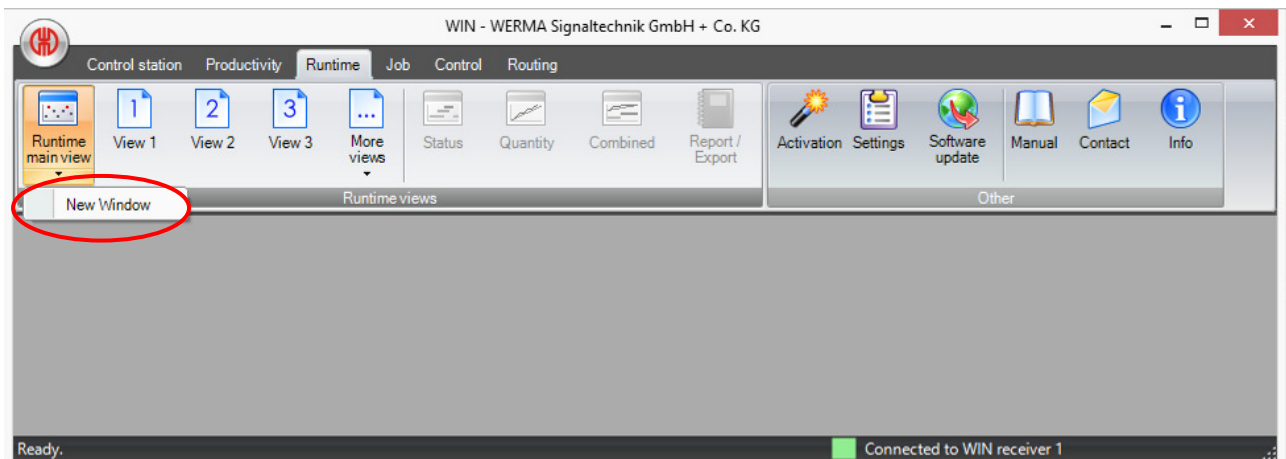 WIN - WERMA Signaltechnik GmbH + Co. KG
Control station Productivity Runtime Job Control Routing
Runtime main view
1
View 1
2
View 2
3
View 3
...
More views
Status
Quantity
Combined
Report / Export
Activation
Settings
Software update
Manual
Contact
i
Info
New Window
Runtime views
Other
Ready.
Connected to WIN receiver 1